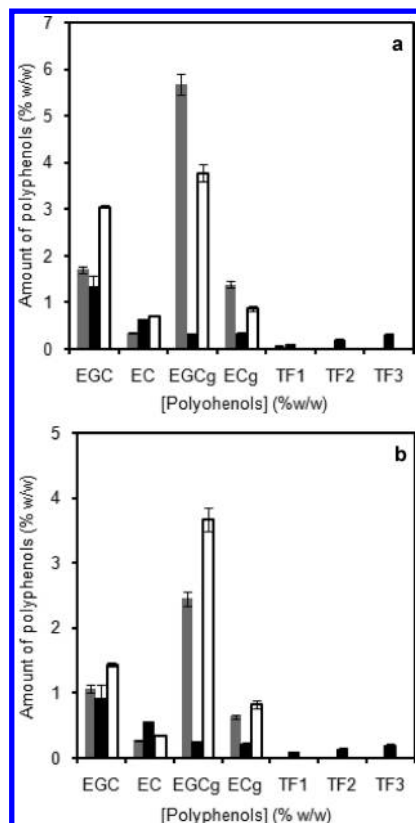 a
7
6
5
4
3
2
1
0
Amount of polyphenols (% w/w)
EGC EC EGCg ECg TF1 TF2 TF3
[Polyohenols] (%w/w)
b
5
4
3
2
1
0
Amount of polyphenols (% w/w)
EGC EC EGCg ECg TF1 TF2 TF3
[Polyphenols] (% w/w)